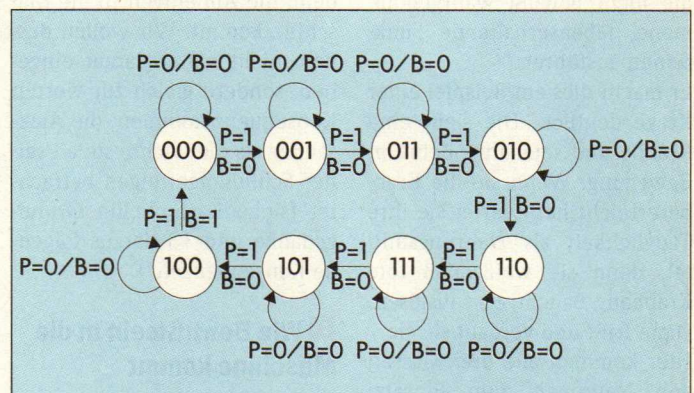 P=0/B=0 P=0/B=0 P=0/B=0
000 P=1 B=0 001 P=1 B=0 011 P=1 B=0 010 P=0/B=0
P=1 B=1 P=1 B=0
P=0/B=0 100 P=1 B=0 101 P=1 B=0 111 P=1 B=0 110
P=0/B=0 P=0/B=0 P=0/B=0